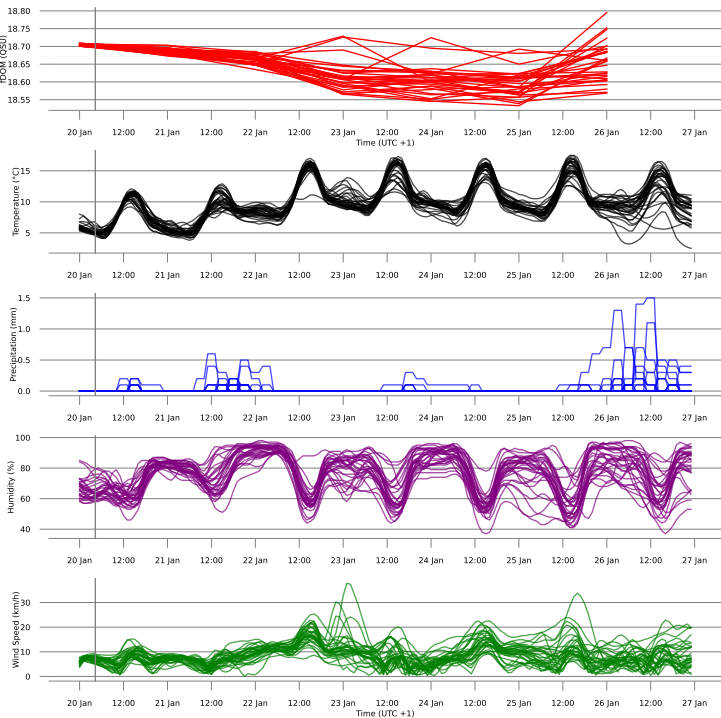 fDOM (QSU)
18.80
18.75
18.70
18.65
18.60
18.55
20 Jan 12:00 21 Jan 12:00 22 Jan 12:00 23 Jan 12:00 24 Jan 12:00 25 Jan 12:00 26 Jan 12:00 27 Jan
Time (UTC +1)
Temperature (°C)
15
10
5
20 Jan 12:00 21 Jan 12:00 22 Jan 12:00 23 Jan 12:00 24 Jan 12:00 25 Jan 12:00 26 Jan 12:00 27 Jan
Precipitation (mm)
1.5
1.0
0.5
0.0
20 Jan 12:00 21 Jan 12:00 22 Jan 12:00 23 Jan 12:00 24 Jan 12:00 25 Jan 12:00 26 Jan 12:00 27 Jan
Humidity (%)
100
80
60
40
20 Jan 12:00 21 Jan 12:00 22 Jan 12:00 23 Jan 12:00 24 Jan 12:00 25 Jan 12:00 26 Jan 12:00 27 Jan
Wind Speed (km/h)
30
20
10
0
20 Jan 12:00 21 Jan 12:00 22 Jan 12:00 23 Jan 12:00 24 Jan 12:00 25 Jan 12:00 26 Jan 12:00 27 Jan
Time (UTC +1)